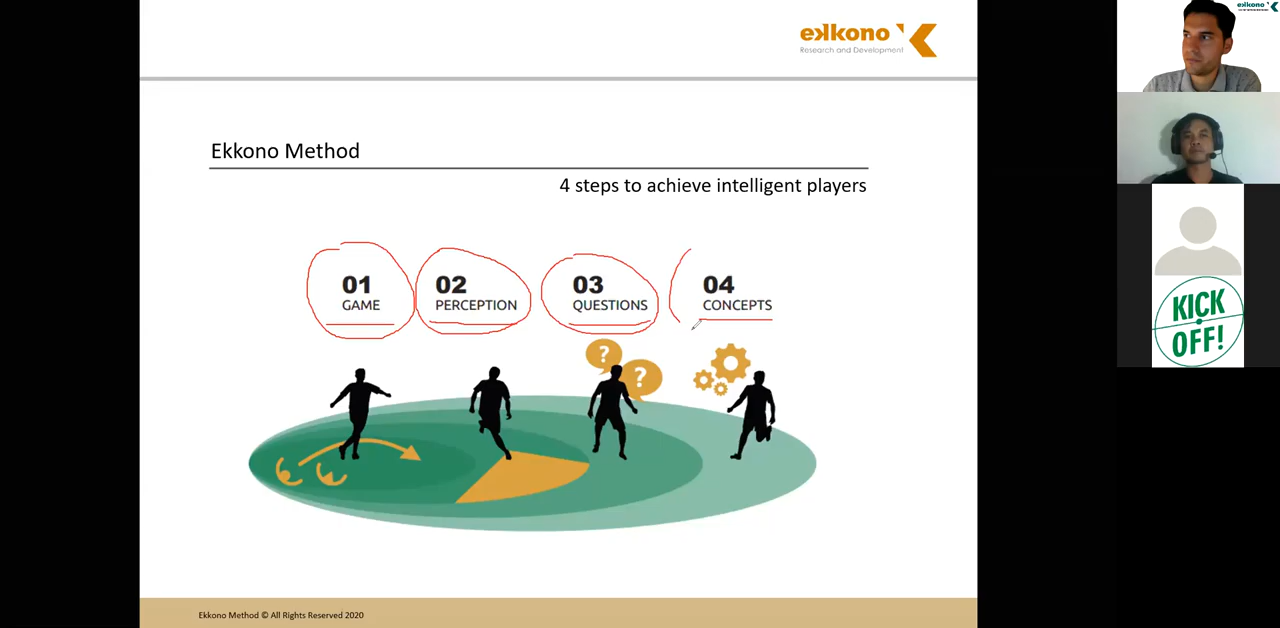 ekkono
Research and Development
ekkono
Ekkono Method
4 steps to achieve intelligent players
01
GAME
02
PERCEPTION
03
QUESTIONS
04
CONCEPTS
?
?
KICK
OFF!
Ekkono Method © All Rights Reserved 2020